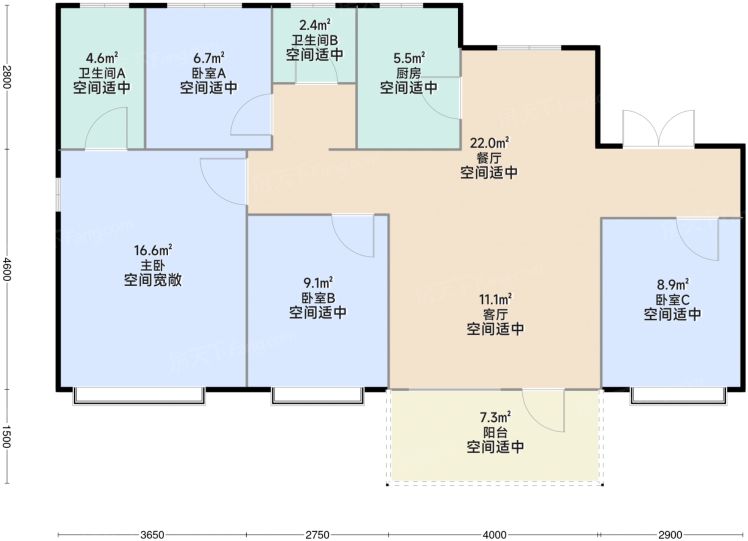 4.6㎡
卫生间A
空间适中
6.7㎡
卧室A
空间适中
2.4㎡
卫生间B
空间适中
5.5㎡
厨房
空间适中
22.0㎡
餐厅
空间适中
16.6㎡
主卧
空间宽敞
9.1㎡
卧室B
空间适中
11.1㎡
客厅
空间适中
8.9㎡
卧室C
空间适中
7.3㎡
阳台
空间适中
2800
4600
1500
3650
2750
4000
2900